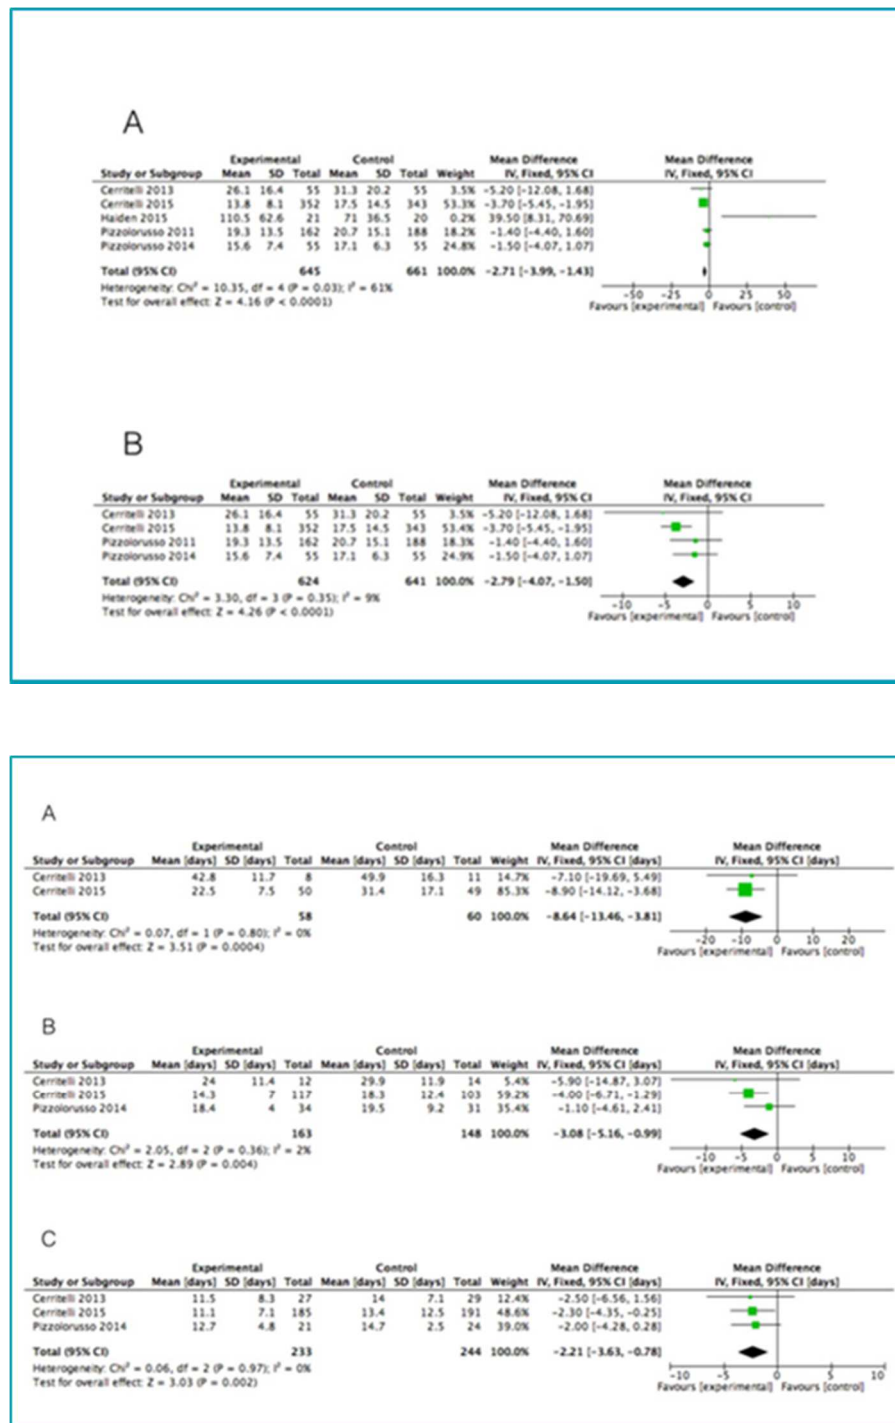 A
Experimental Control Mean Difference Mean Difference
Study or Subgroup Mean SD Total Mean SD Total Weight IV, Fixed, 95% CI IV, Fixed, 95% CI
Cerritelli 2013 26.1 16.4 55 31.3 20.2 55 3.5% -5.20 [-12.08, 1.68]
Cerritelli 2015 13.8 8.1 352 17.5 14.5 343 53.3% -3.70 [-5.45, -1.95]
Haiden 2015 110.5 62.6 21 71 36.5 20 0.2% 39.50 [8.31, 70.69]
Pizzolorusso 2011 19.3 13.5 162 20.7 15.1 188 18.2% -1.40 [-4.40, 1.60]
Pizzolorusso 2014 15.6 7.4 55 17.1 6.3 55 24.8% -1.50 [-4.07, 1.07]
Total (95% CI) 645 661 100.0% -2.71 [-3.99, -1.43]
Heterogeneity: Chi² = 10.35, df = 4 (P = 0.03); I² = 61%
Test for overall effect: Z = 4.16 (P < 0.0001)
-50 -25 0 25 50
Favours [experimental] Favours [control]
B
Experimental Control Mean Difference Mean Difference
Study or Subgroup Mean SD Total Mean SD Total Weight IV, Fixed, 95% CI IV, Fixed, 95% CI
Cerritelli 2013 26.1 16.4 55 31.3 20.2 55 3.5% -5.20 [-12.08, 1.68]
Cerritelli 2015 13.8 8.1 352 17.5 14.5 343 53.4% -3.70 [-5.45, -1.95]
Pizzolorusso 2011 19.3 13.5 162 20.7 15.1 188 18.3% -1.40 [-4.40, 1.60]
Pizzolorusso 2014 15.6 7.4 55 17.1 6.3 55 24.9% -1.50 [-4.07, 1.07]
Total (95% CI) 624 641 100.0% -2.79 [-4.07, -1.50]
Heterogeneity: Chi² = 3.30, df = 3 (P = 0.35); I² = 9%
Test for overall effect: Z = 4.26 (P < 0.0001)
-10 -5 0 5 10
Favours [experimental] Favours [control]
A
Experimental Control Mean Difference Mean Difference
Study or Subgroup Mean [days] SD [days] Total Mean [days] SD [days] Total Weight IV, Fixed, 95% CI [days] IV, Fixed, 95% CI [days]
Cerritelli 2013 42.8 11.7 8 49.9 16.3 11 14.7% -7.10 [-19.69, 5.49]
Cerritelli 2015 22.5 7.5 50 31.4 17.1 49 85.3% -8.90 [-14.12, -3.68]
Total (95% CI) 58 60 100.0% -8.64 [-13.46, -3.81]
Heterogeneity: Chi² = 0.07, df = 1 (P = 0.80); I² = 0%
Test for overall effect: Z = 3.51 (P = 0.0004)
-20 -10 0 10 20
Favours [experimental] Favours [control]
B
Experimental Control Mean Difference Mean Difference
Study or Subgroup Mean [days] SD [days] Total Mean [days] SD [days] Total Weight IV, Fixed, 95% CI [days] IV, Fixed, 95% CI [days]
Cerritelli 2013 24 11.4 12 29.9 11.9 14 5.4% -5.90 [-14.87, 3.07]
Cerritelli 2015 14.3 7 117 18.3 12.4 103 59.2% -4.00 [-6.71, -1.29]
Pizzolorusso 2014 18.4 4 34 19.5 9.2 31 35.4% -1.10 [-4.61, 2.41]
Total (95% CI) 163 148 100.0% -3.08 [-5.16, -0.99]
Heterogeneity: Chi² = 2.05, df = 2 (P = 0.36); I² = 2%
Test for overall effect: Z = 2.89 (P = 0.004)
-10 -5 0 5 10
Favours [experimental] Favours [control]
C
Experimental Control Mean Difference Mean Difference
Study or Subgroup Mean [days] SD [days] Total Mean [days] SD [days] Total Weight IV, Fixed, 95% CI [days] IV, Fixed, 95% CI [days]
Cerritelli 2013 11.5 8.3 27 14 7.1 29 12.4% -2.50 [-6.56, 1.56]
Cerritelli 2015 11.1 7.1 185 13.4 12.5 191 48.6% -2.30 [-4.35, -0.25]
Pizzolorusso 2014 12.7 4.8 21 14.7 2.5 24 39.0% -2.00 [-4.28, 0.28]
Total (95% CI) 233 244 100.0% -2.21 [-3.63, -0.78]
Heterogeneity: Chi² = 0.06, df = 2 (P = 0.97); I² = 0%
Test for overall effect: Z = 3.03 (P = 0.002)
-10 -5 0 5 10
Favours [experimental] Favours [control]